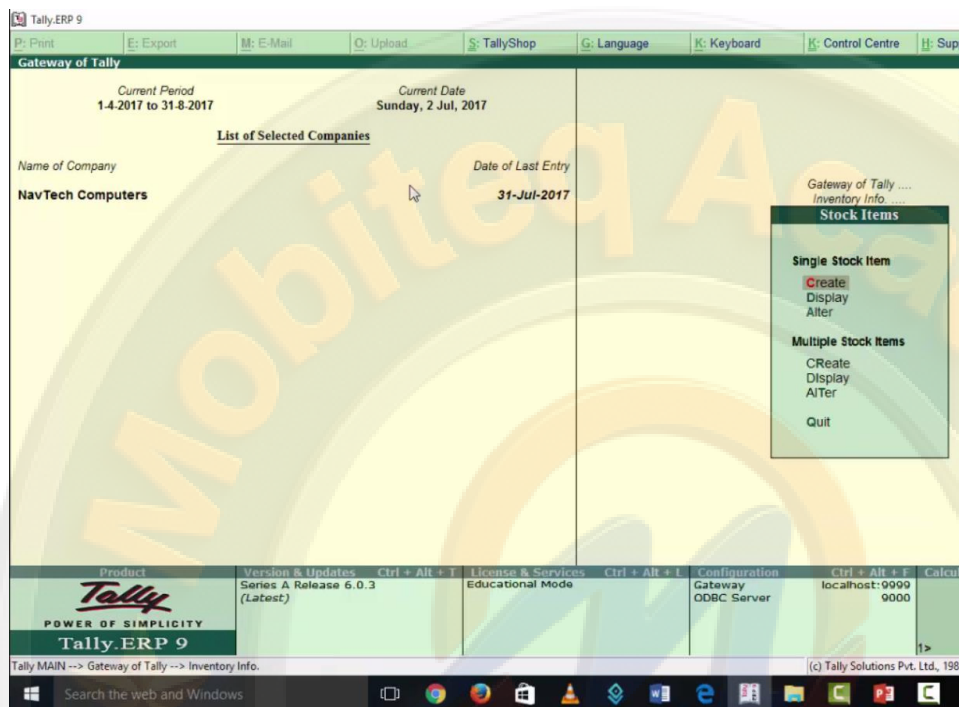 Tally.ERP 9
P: Print E: Export M: E-Mail O: Upload S: TallyShop G: Language K: Keyboard K: Control Centre H: Sup
Gateway of Tally
Current Period
1-4-2017 to 31-8-2017
Current Date
Sunday, 2 Jul, 2017
List of Selected Companies
Name of Company Date of Last Entry
NavTech Computers 31-Jul-2017
Gateway of Tally ....
Inventory Info. ....
Stock Items
Single Stock Item
Create
Display
Alter
Multiple Stock Items
CReate
DIsplay
AlTer
Quit
Mobiteq Aca
Product
Tally
POWER OF SIMPLICITY
Tally.ERP 9
Version & Updates Ctrl + Alt + T
Series A Release 6.0.3
(Latest)
License & Services Ctrl + Alt + L
Educational Mode
Configuration Ctrl + Alt + F
Gateway localhost:9999
ODBC Server 9000
Calcul
1>
Tally MAIN --> Gateway of Tally --> Inventory Info. (c) Tally Solutions Pvt. Ltd., 198
Search the web and Windows